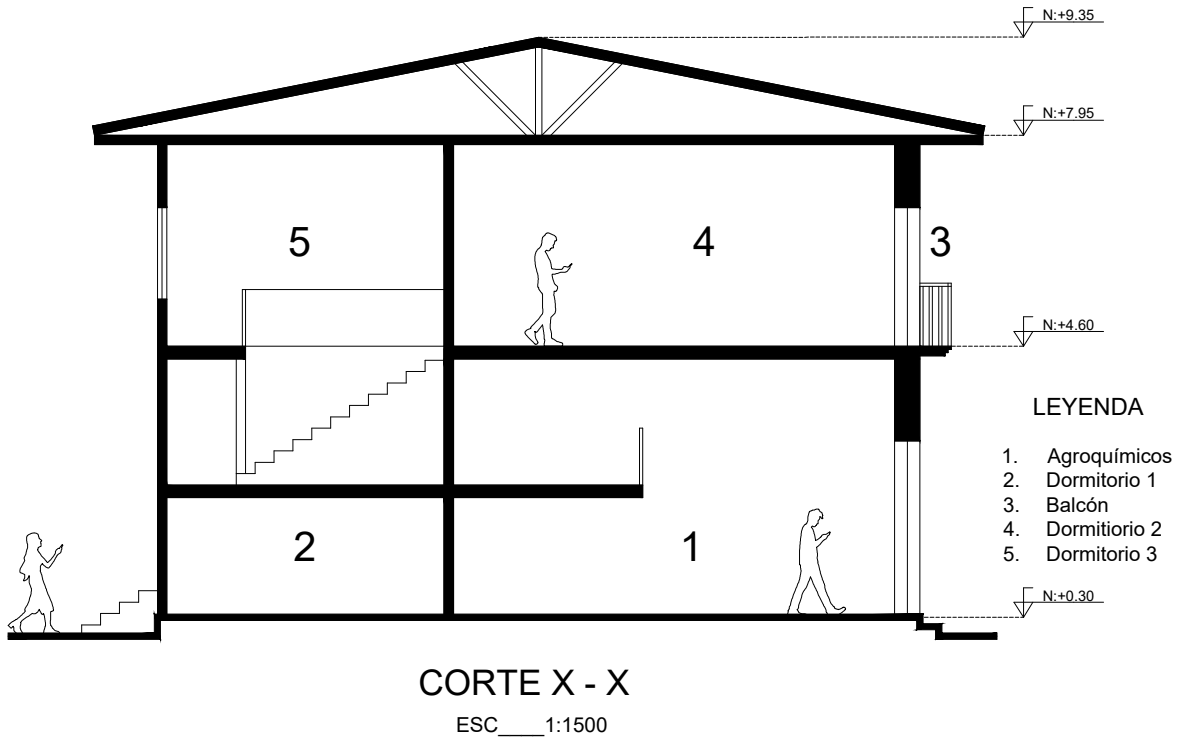 N:+9.35
N:+7.95
5
4
3
N:+4.60
LEYENDA
1. Agroquímicos
2. Dormitorio 1
3. Balcón
4. Dormitiorio 2
5. Dormitorio 3
2
1
N:+0.30
CORTE X - X
ESC____1:1500